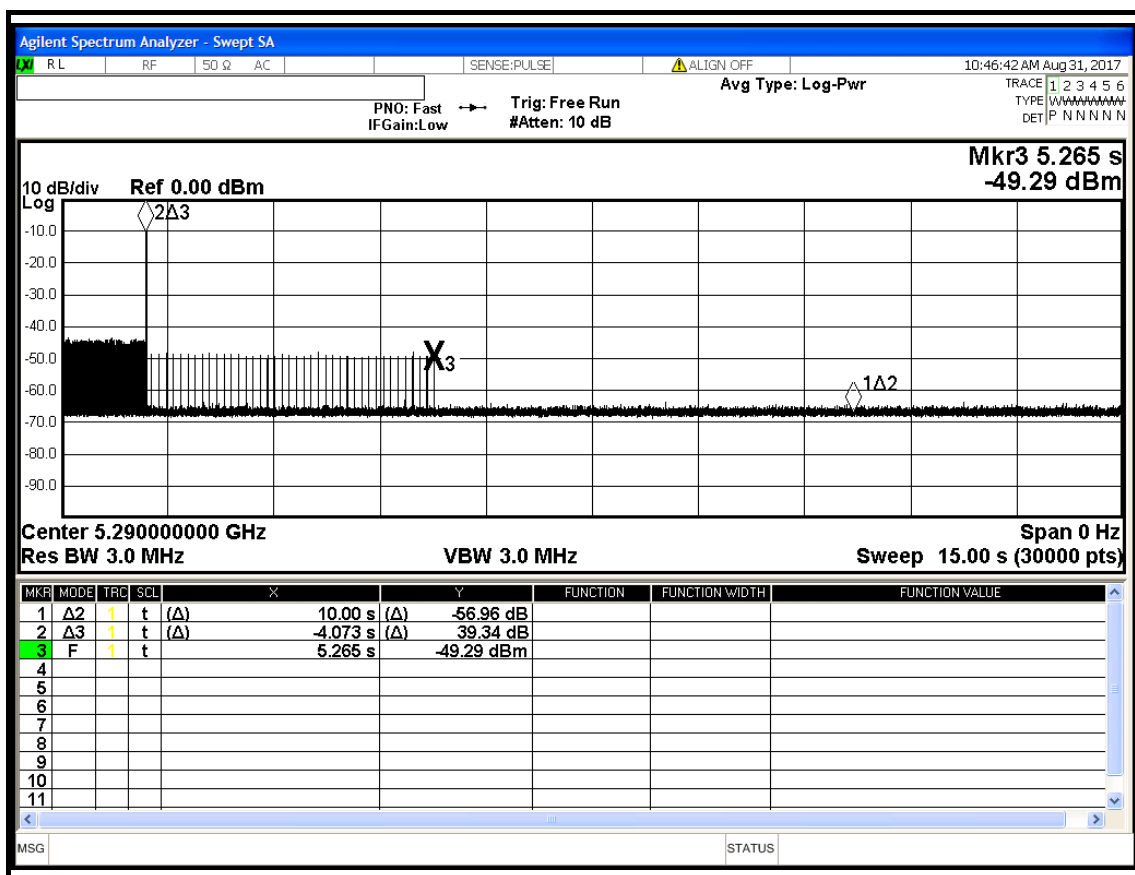 Agilent Spectrum Analyzer - Swept SA
LXI RL RF 50 Ω AC SENSE:PULSE ALIGN OFF 10:46:42 AM Aug 31, 2017
Avg Type: Log-Pwr
TRACE 1 2 3 4 5 6
TYPE
DET P N N N N N
PNO: Fast
IFGain:Low
Trig: Free Run
#Atten: 10 dB
Mkr3 5.265 s
-49.29 dBm
10 dB/div Ref 0.00 dBm
Log
2Δ3
-10.0
-20.0
-30.0
-40.0
-50.0
3
-60.0
1Δ2
-70.0
-80.0
-90.0
Center 5.290000000 GHz Span 0 Hz
Res BW 3.0 MHz VBW 3.0 MHz Sweep 15.00 s (30000 pts)
MKR MODE TRC SCL X Y FUNCTION FUNCTION WIDTH FUNCTION VALUE
1 Δ2 1 t (Δ) 10.00 s (Δ) -56.96 dB
2 Δ3 1 t (Δ) -4.073 s (Δ) 39.34 dB
3 F 1 t 5.265 s -49.29 dBm
4
5
6
7
8
9
10
11
MSG STATUS